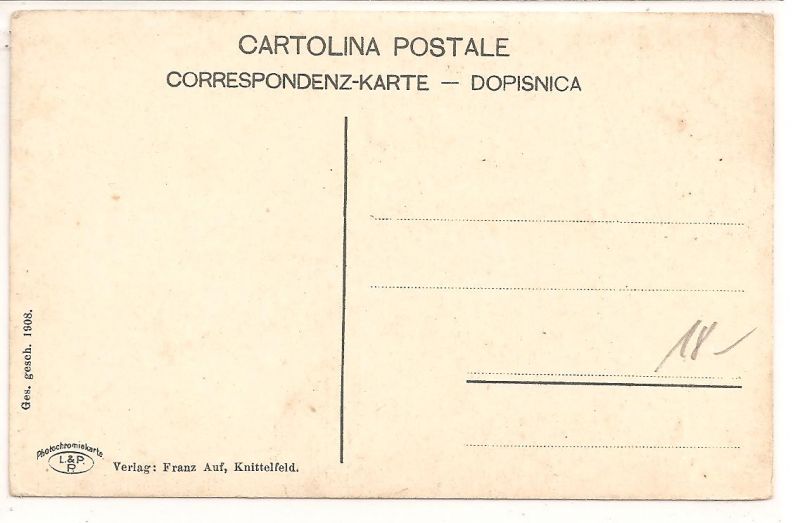 CARTOLINA POSTALE
CORRESPONDENZ-KARTE — DOPISNICA
18-
Ges. gesch. 1908.
Photochromiekarte.
L.&P.
P.
Verlag: Franz Auf, Knittelfeld.